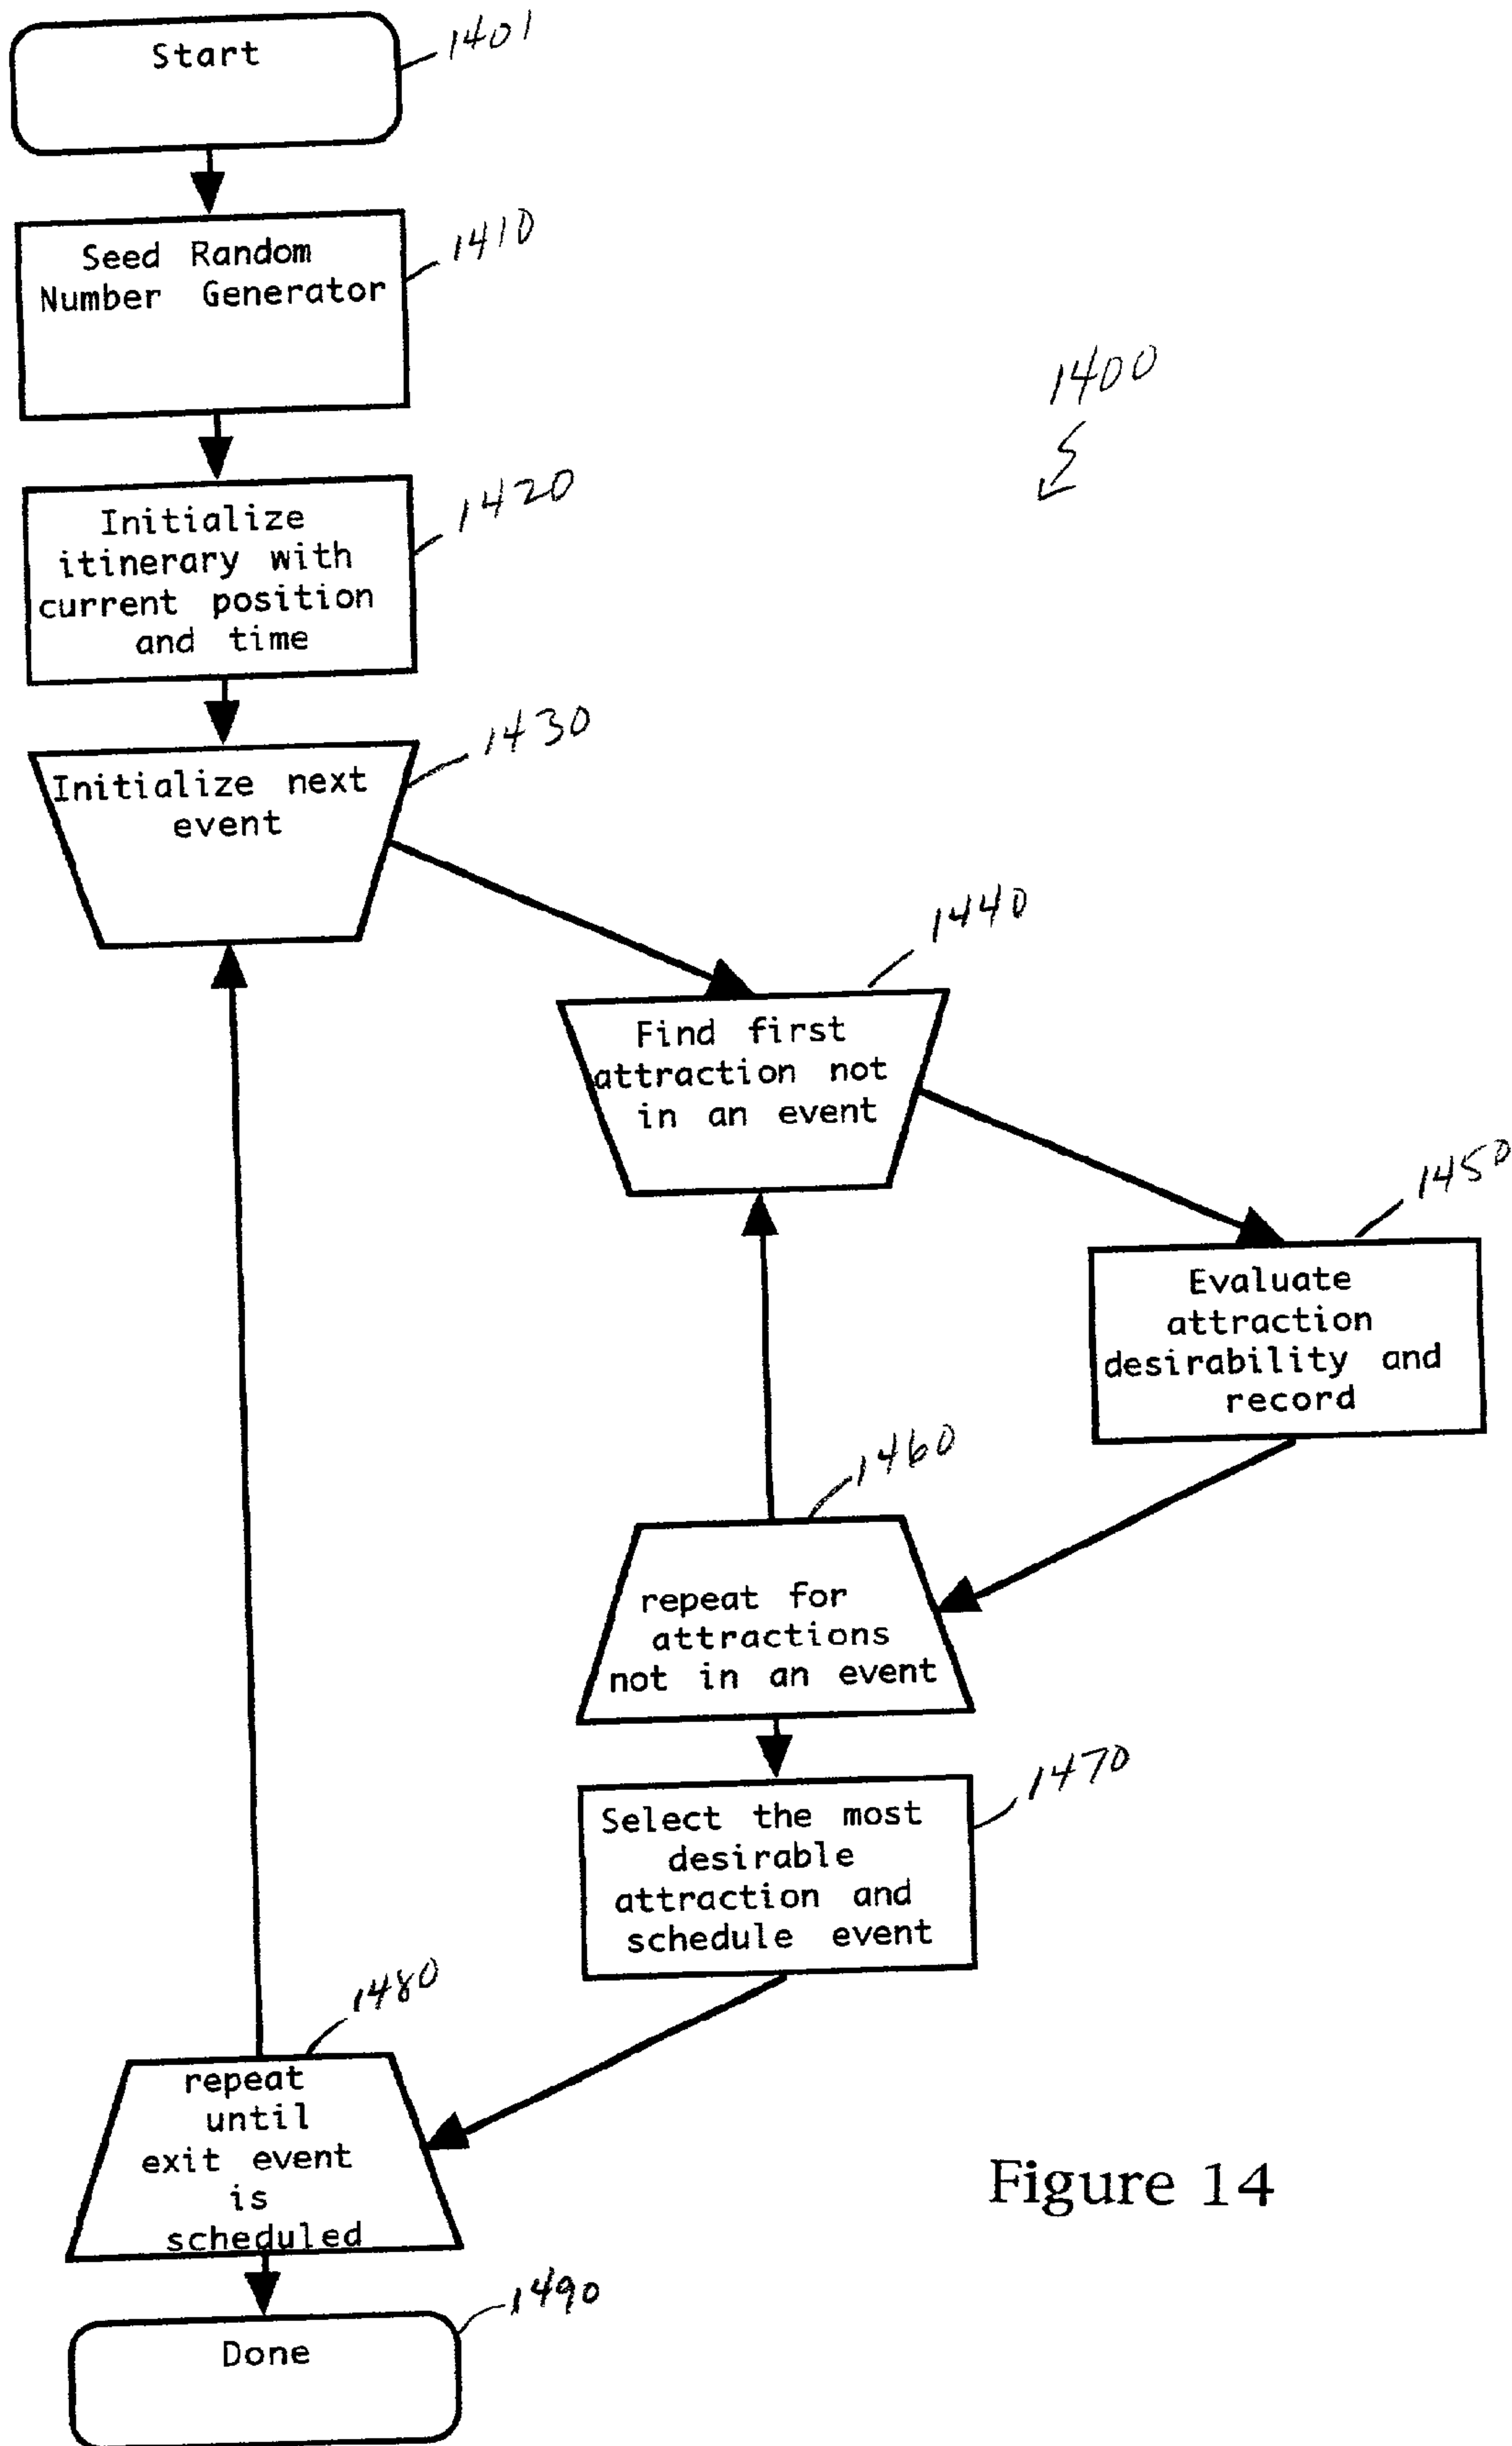 Start
1401
Seed Random
Number Generator
1410
1400
Initialize
itinerary with
current position
and time
1420
Initialize next
event
1430
Find first
attraction not
in an event
1440
Evaluate
attraction
desirability and
record
1450
repeat for
attractions
not in an event
1460
Select the most
desirable
attraction and
schedule event
1470
repeat
until
exit event
is
scheduled
1480
Figure 14
Done
1490